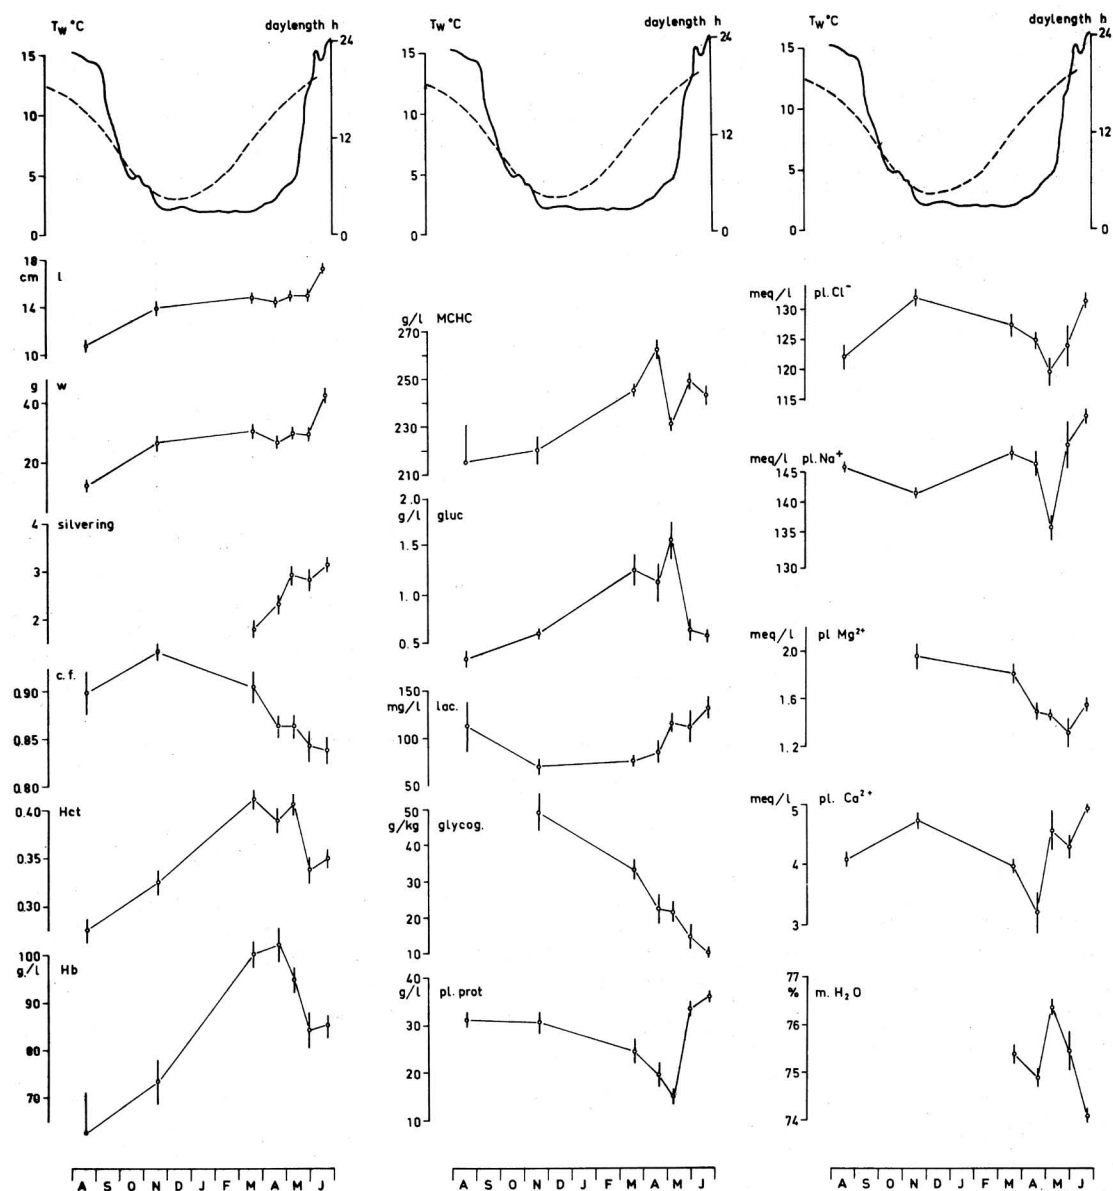 Tw °C daylength h
15 24
10 12
5
0 0
18
cm l
14
10
g w
40
20
silvering
4
3
2
c.f.
0.90
0.85
0.80
Hct
0.40
0.35
0.30
Hb
100
g/l
90
80
70
A S O N D J F M A M J
Tw °C daylength h
15 24
10 12
5
0 0
g/l MCHC
270
250
230
210
2.0
g/l gluc
1.5
1.0
0.5
150
mg/l lac.
100
50
50
g/kg glycog.
40
30
20
10
40
g/l pl. prot
30
20
10
A S O N D J F M A M J
Tw °C daylength h
15 24
10 12
5
0 0
meq/l pl. Cl⁻
130
125
120
115
meq/l pl. Na⁺
145
140
135
130
meq/l pl Mg²⁺
2.0
1.6
1.2
meq/l pl. Ca²⁺
5
4
3
77
% m. H₂O
76
75
74
A S O N D J F M A M J